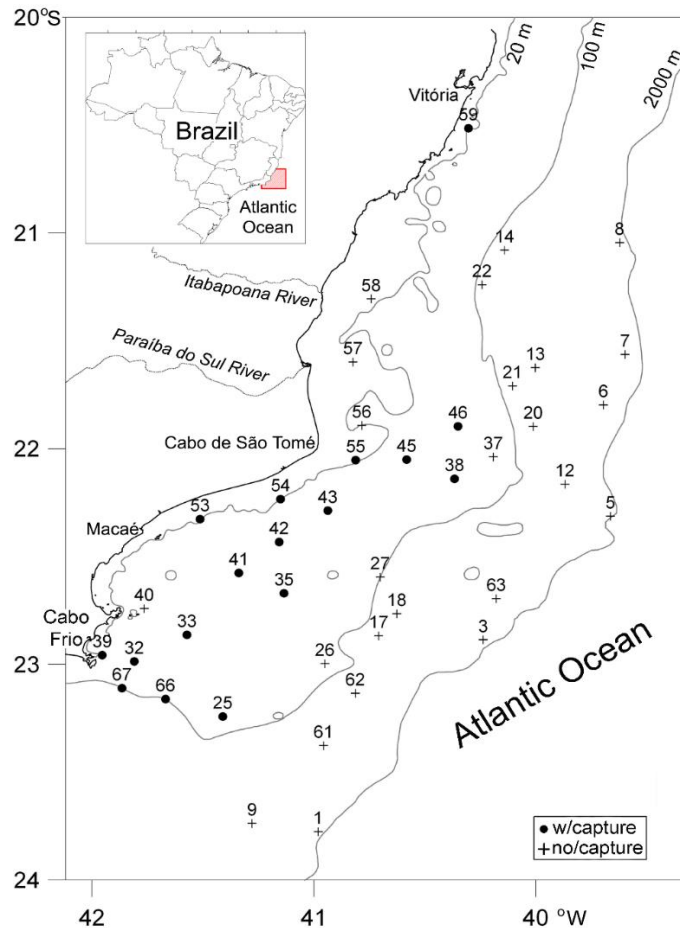 20°S
Vitória
20 m
100 m
2000 m
59
Brazil
Atlantic
Ocean
21
14
8
22
58
Itabapoana River
57
13
7
Paraíba do Sul River
21
6
56
46
20
22
Cabo de São Tomé
55
45
38
37
12
54
43
53
5
Macaé
42
41
27
35
63
40
18
Cabo
Frio
33
17
3
39
32
26
23
67
66
25
62
Atlantic Ocean
61
9
1
w/capture
no/capture
24
42
41
40
°W